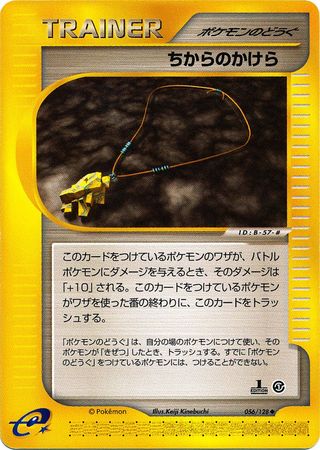 TRAINER
ポケモンのどうぐ
ちからのかけら
ID:B-57-#
このカードをつけているポケモンのワザが、バトル
ポケモンにダメージを与えるとき、そのダメージは
「+10」される。このカードをつけているポケモン
がワザを使った番の終わりに、このカードをトラッ
シュする。
「ポケモンのどうぐ」は、自分の場のポケモンにつけて使い、そのポケ
モンが「きぜつ」したとき、トラッシュする。すでに「ポケモンの
どうぐ」をつけているポケモンには、つけることができない。
1
EDITION
e
© Pokémon
Illus.Keiji Kinebuchi
056/128◆